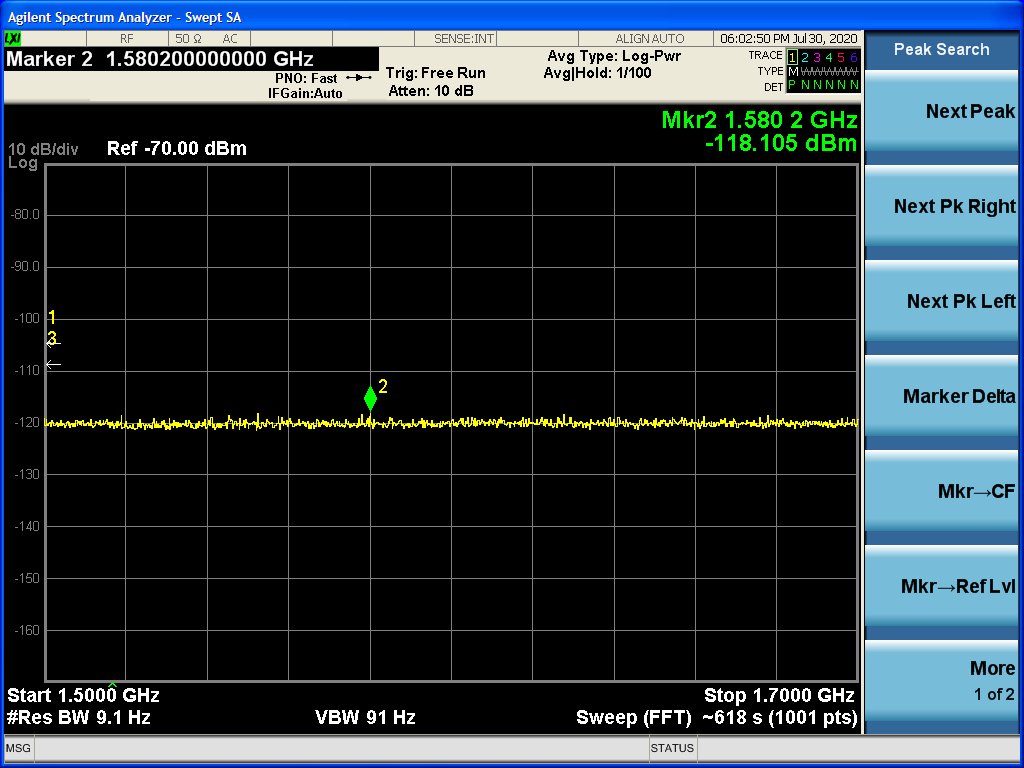 Agilent Spectrum Analyzer - Swept SA
LXI RF 50 Ω AC SENSE:INT ALIGN AUTO 06:02:50 PM Jul 30, 2020
Marker 2 1.580200000000 GHz
PNO: Fast
IFGain:Auto
Trig: Free Run
Atten: 10 dB
Avg Type: Log-Pwr
Avg|Hold: 1/100
TRACE 1 2 3 4 5 6
TYPE M W W W W W
DET P N N N N N
Peak Search
Next Peak
Next Pk Right
Next Pk Left
Marker Delta
Mkr→CF
Mkr→Ref Lvl
More
1 of 2
Mkr2 1.580 2 GHz
-118.105 dBm
10 dB/div
Log
Ref -70.00 dBm
-80.0
-90.0
-100
1
3
-110
2
-120
-130
-140
-150
-160
Start 1.5000 GHz
Stop 1.7000 GHz
#Res BW 9.1 Hz
VBW 91 Hz
Sweep (FFT) ~618 s (1001 pts)
MSG
STATUS